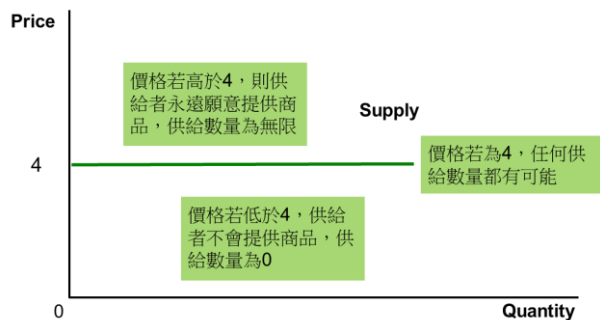 Price
價格若高於4，則供
給者永遠願意提供商
品，供給數量為無限
Supply
4
價格若為4，任何供
給數量都有可能
價格若低於4，供給
者不會提供商品，供
給數量為0
0
Quantity